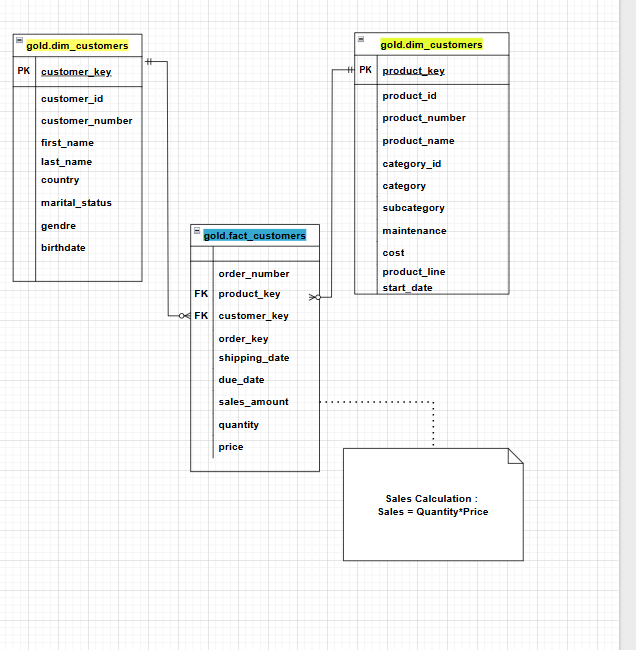 gold.dim_customers
PK customer_key
customer_id
customer_number
first_name
last_name
country
marital_status
gendre
birthdate
gold.dim_customers
PK product_key
product_id
product_number
product_name
category_id
category
subcategory
maintenance
cost
product_line
start_date
gold.fact_customers
order_number
FK product_key
FK customer_key
order_key
shipping_date
due_date
sales_amount
quantity
price
Sales Calculation :
Sales = Quantity*Price